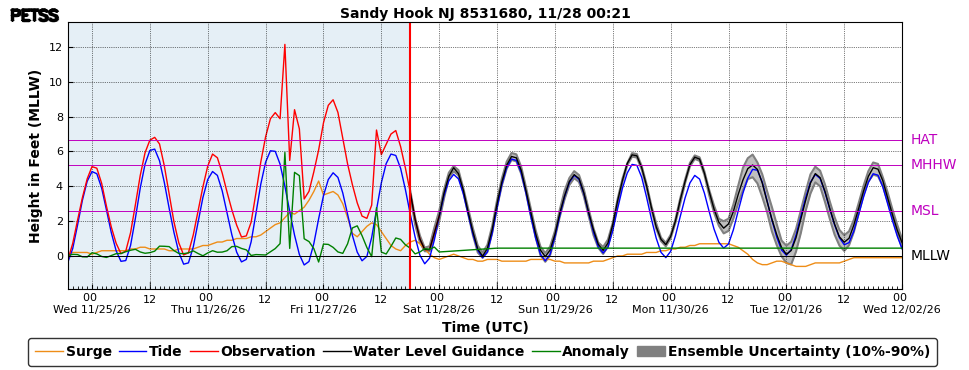 PETSS
Sandy Hook NJ 8531680, 11/28 00:21
Height in Feet (MLLW)
12
10
8
6
4
2
0
HAT
MHHW
MSL
MLLW
00 12 00 12 00 12 00 12 00 12 00 12 00 12 00
Wed 11/25/26 Thu 11/26/26 Fri 11/27/26 Sat 11/28/26 Sun 11/29/26 Mon 11/30/26 Tue 12/01/26 Wed 12/02/26
Time (UTC)
Surge Tide Observation Water Level Guidance Anomaly Ensemble Uncertainty (10%-90%)